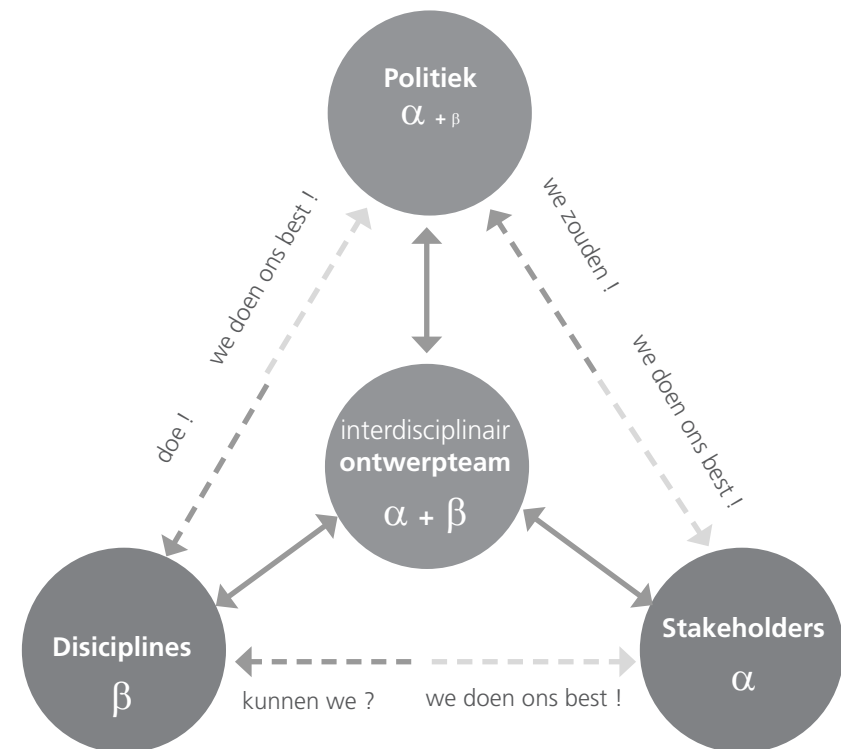 Politiek
α + β
we doen ons best !
we zouden !
doe !
we doen ons best !
interdisciplinair
ontwerpteam
α + β
Disiciplines
β
Stakeholders
α
kunnen we ?
we doen ons best !